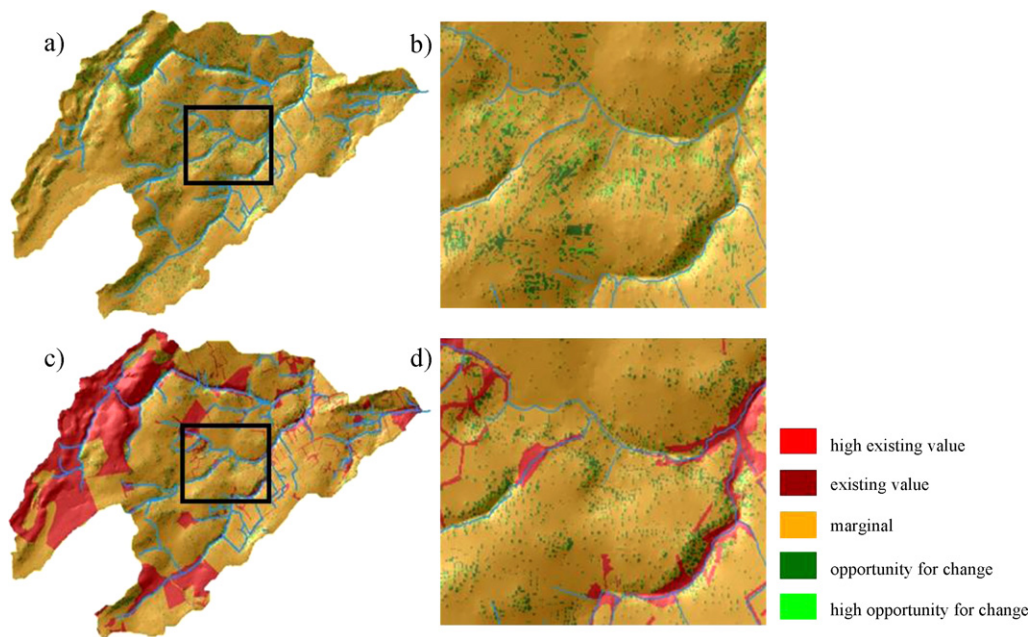 a)
b)
c)
d)
high existing value
existing value
marginal
opportunity for change
high opportunity for change